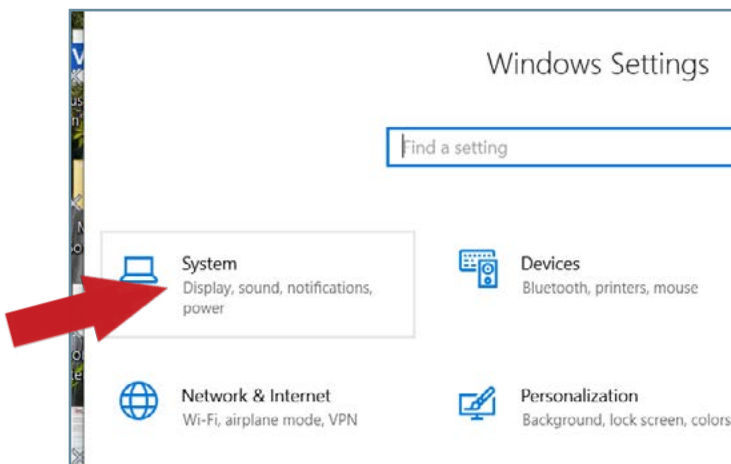 Windows Settings
Find a setting
System
Display, sound, notifications,
power
Devices
Bluetooth, printers, mouse
Network & Internet
Wi-Fi, airplane mode, VPN
Personalization
Background, lock screen, colors